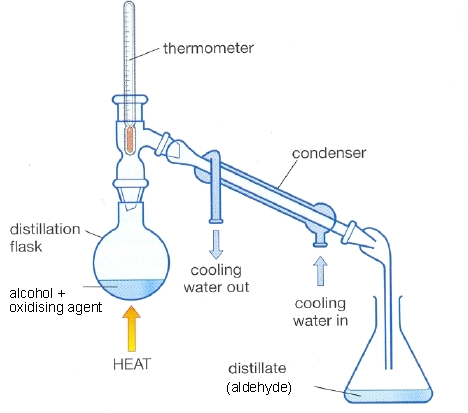 thermometer
condenser
distillation
flask
alcohol +
oxidising agent
cooling
water out
cooling
water in
HEAT
distillate
(aldehyde)